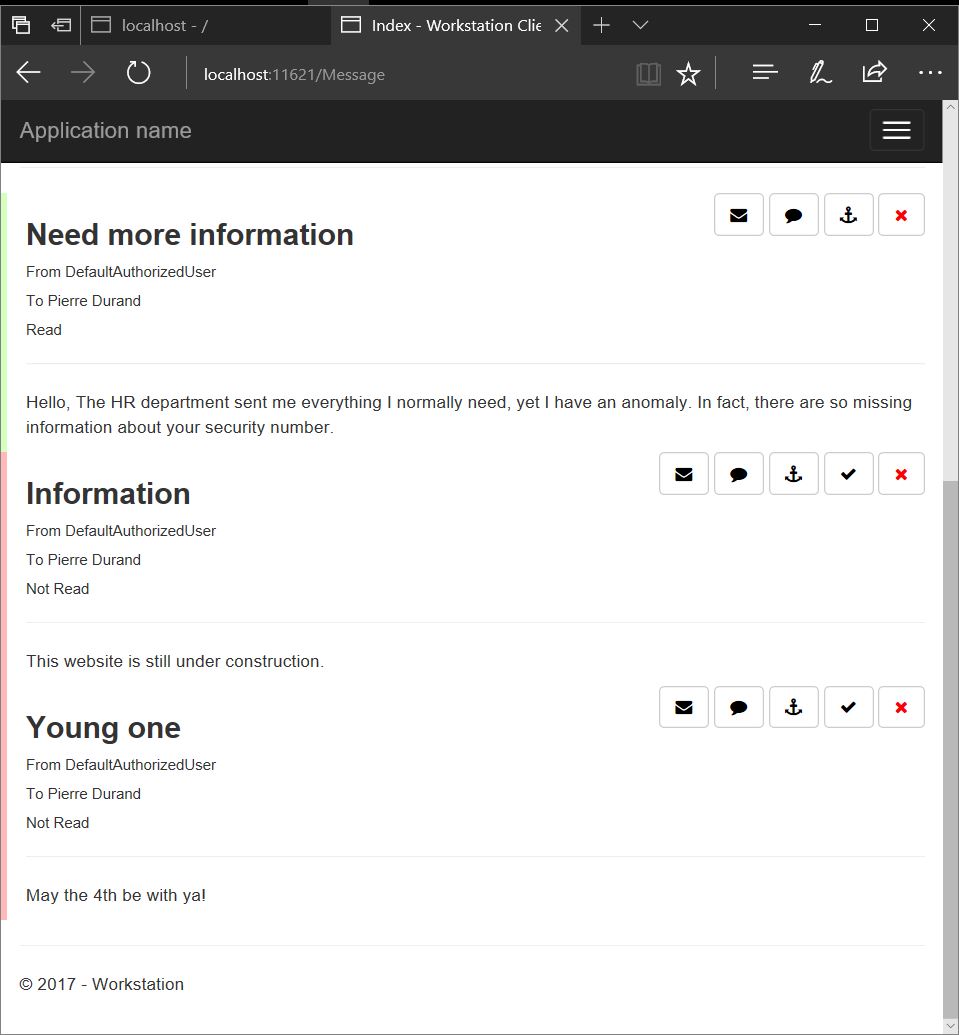 localhost - /
Index - Workstation Clie
localhost:11621/Message
Application name
Need more information
From DefaultAuthorizedUser
To Pierre Durand
Read
Hello, The HR department sent me everything I normally need, yet I have an anomaly. In fact, there are so missing
information about your security number.
Information
From DefaultAuthorizedUser
To Pierre Durand
Not Read
This website is still under construction.
Young one
From DefaultAuthorizedUser
To Pierre Durand
Not Read
May the 4th be with ya!
© 2017 - Workstation